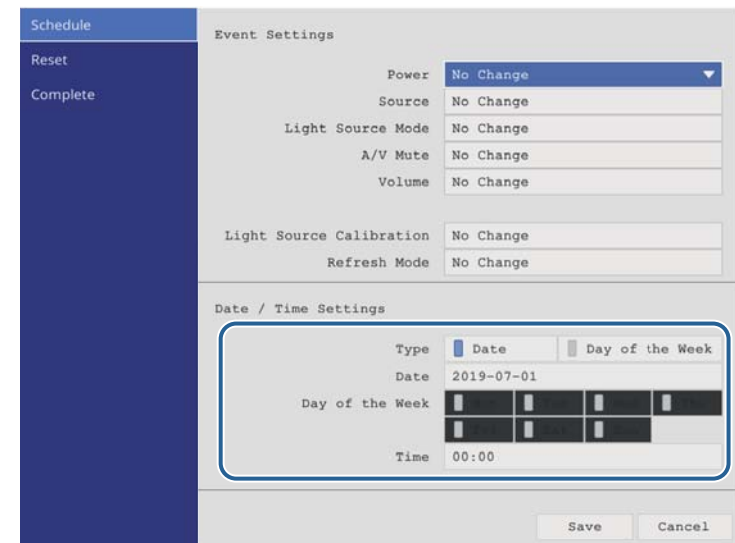 Schedule
Reset
Complete
Event Settings
Power No Change
Source No Change
Light Source Mode No Change
A/V Mute No Change
Volume No Change
Light Source Calibration No Change
Refresh Mode No Change
Date / Time Settings
Type Date Day of the Week
Date 2019-07-01
Day of the Week
Time 00:00
Save Cancel